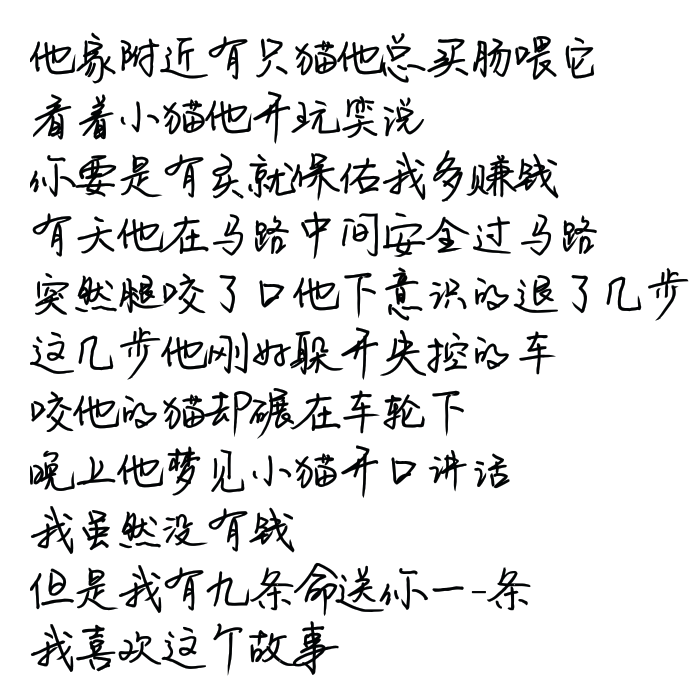 他家附近有只猫他总买肠喂它
看着小猫他开玩笑说
你要是有灵就保佑我多赚钱
有天他在马路中间安全过马路
突然腿咬了口他下意识的退了几步
这几步他刚好躲开失控的车
咬他的猫却碾在车轮下
晚上他梦见小猫开口讲话
我虽然没有钱
但是我有九条命送你一一条
我喜欢这个故事